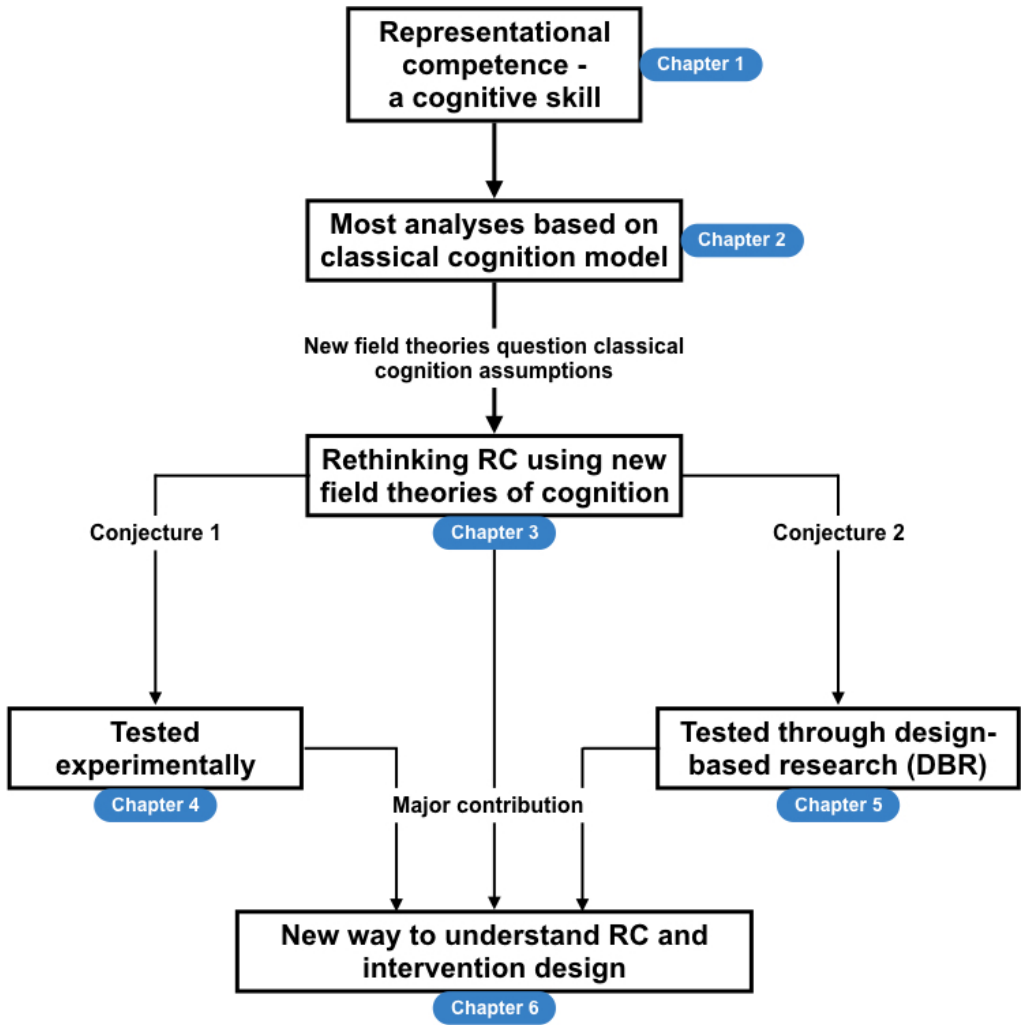 Representational
competence -
a cognitive skill
Chapter 1
Most analyses based on
classical cognition model
Chapter 2
New field theories question classical
cognition assumptions
Rethinking RC using new
field theories of cognition
Chapter 3
Conjecture 1
Conjecture 2
Tested
experimentally
Chapter 4
Tested through design-
based research (DBR)
Chapter 5
Major contribution
New way to understand RC and
intervention design
Chapter 6